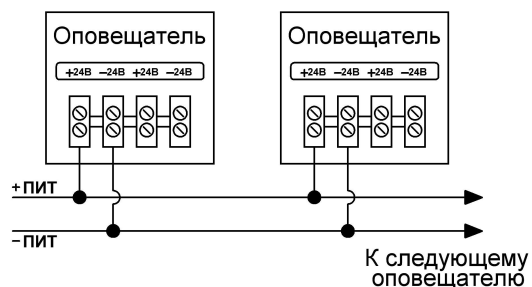 Оповещатель
+24В –24В +24В –24В
Оповещатель
+24В –24В +24В –24В
+ПИТ
–ПИТ
К следующему
оповещателю